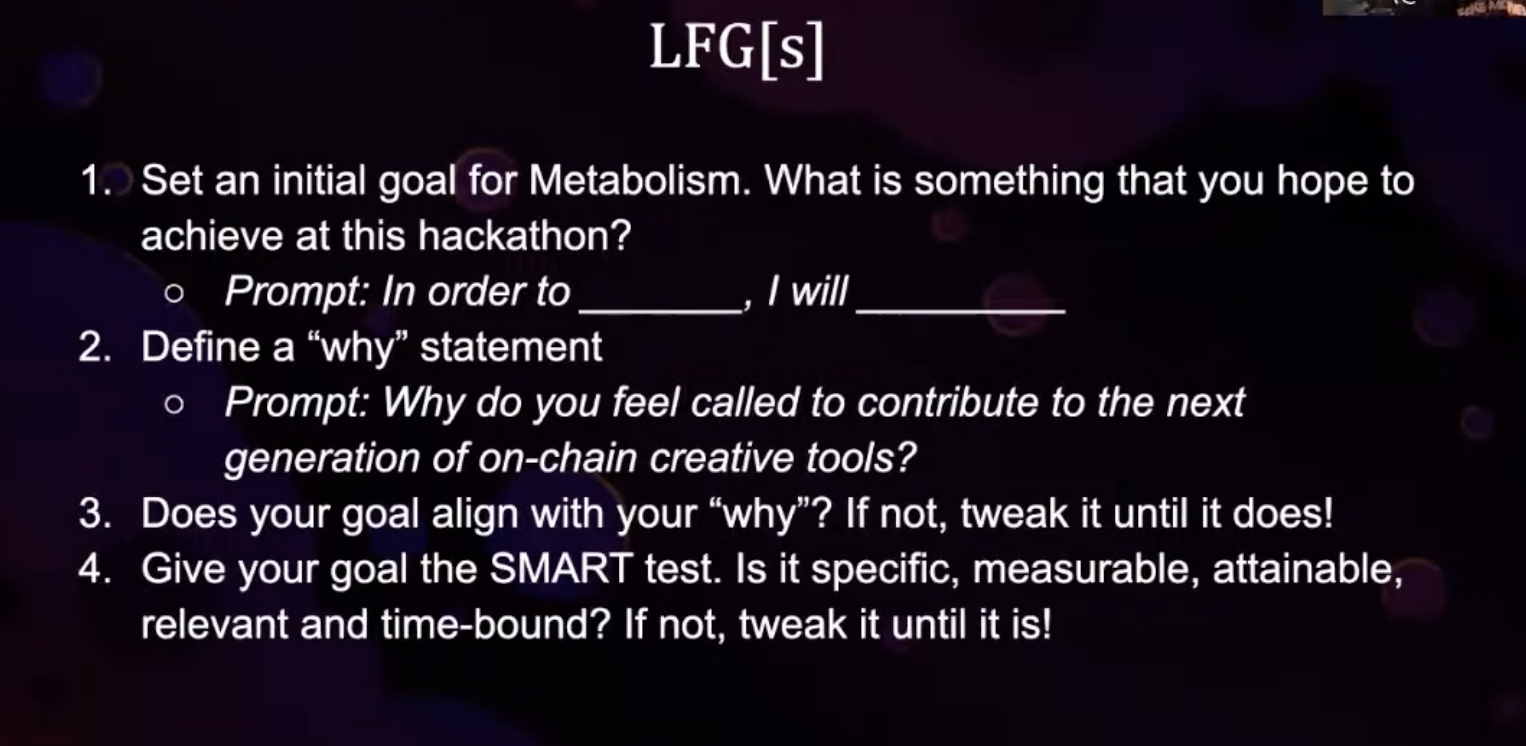 LFG[s]
1. Set an initial goal for Metabolism. What is something that you hope to
achieve at this hackathon?
○ Prompt: In order to ________, I will __________
2. Define a “why” statement
○ Prompt: Why do you feel called to contribute to the next
generation of on-chain creative tools?
3. Does your goal align with your “why”? If not, tweak it until it does!
4. Give your goal the SMART test. Is it specific, measurable, attainable,
relevant and time-bound? If not, tweak it until it is!